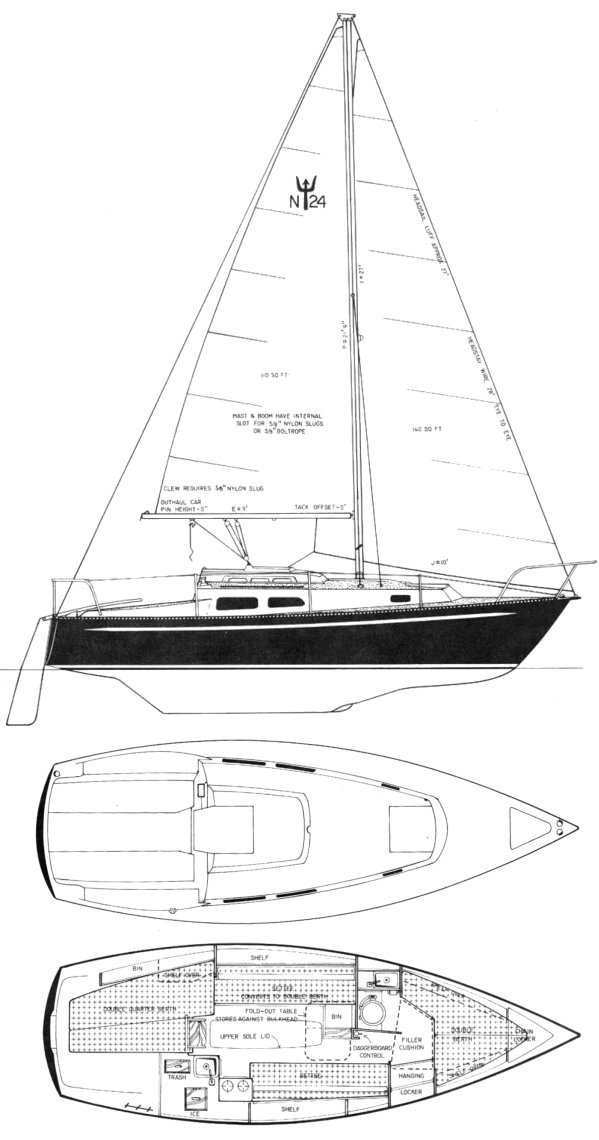 N 24
HEADSAIL LUFF APPROX. 27'
I = 27'
P = 21' 9"
HEADSTAY WIRE 28' EYE TO EYE
110 SQ FT
140 SQ FT
MAST & BOOM HAVE INTERNAL
SLOT FOR 5/8" NYLON SLUGS
OR 3/8" BOLTROPE
CLEW REQUIRES 5/8" NYLON SLUG
OUTHAUL CAR
PIN HEIGHT - 0"
E = 9'
TACK OFFSET - 0"
J = 10'
SHELF
BIN
SHELF OVER
SETTEE
CONVERTS TO DOUBLE BERTH
DOUBLE QUARTER BERTH
FOLD-OUT TABLE
STORES AGAINST BULKHEAD
BIN
UPPER SOLE LID
DAGGERBOARD
CONTROL
FILLER
CUSHION
DOUBLE
BERTH
CHAIN
LOCKER
SHELF OVER
TRASH
SETTEE
HANGING
LOCKER
ICE
SHELF